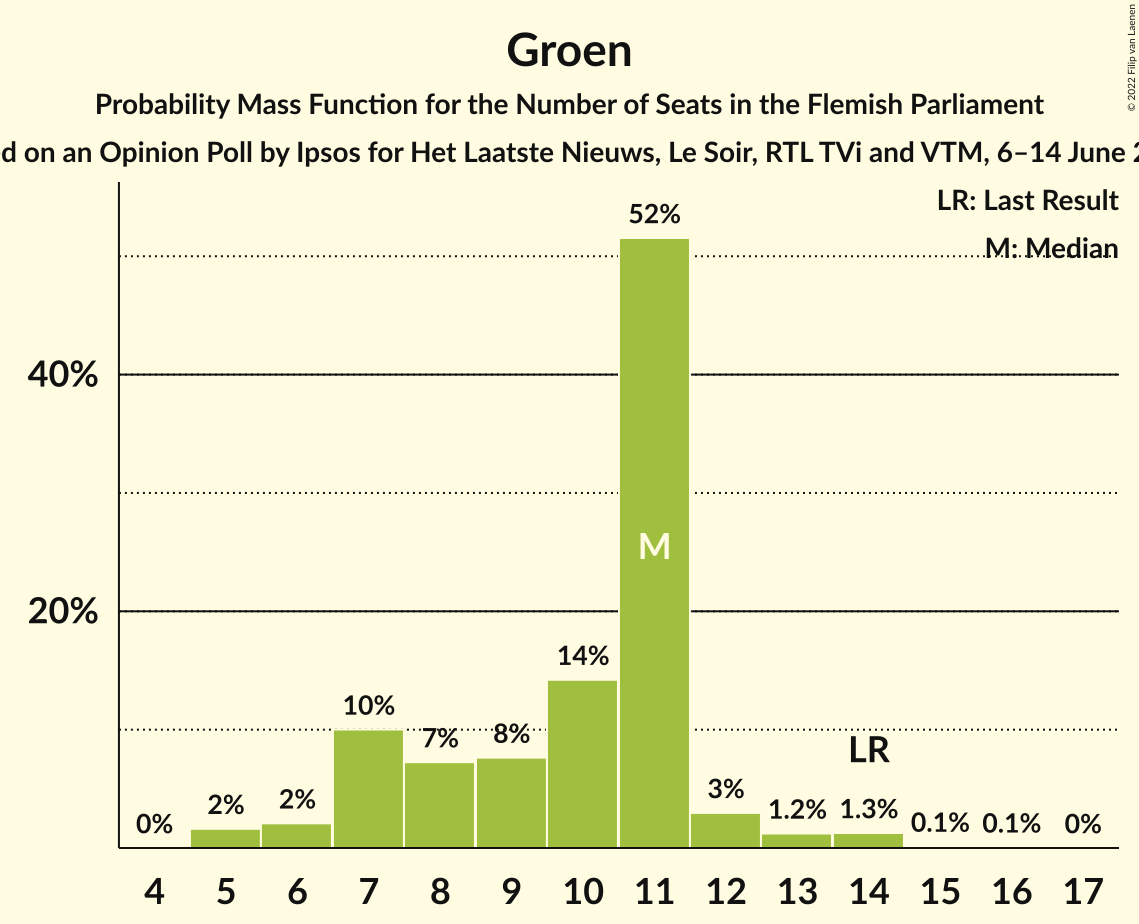 © 2022 Filip van Laenen
Groen
Probability Mass Function for the Number of Seats in the Flemish Parliament
d on an Opinion Poll by Ipsos for Het Laatste Nieuws, Le Soir, RTL TVi and VTM, 6–14 June 2
LR: Last Result
M: Median
52%
40%
M
20%
14%
10%
7%
8%
LR
0%
2%
2%
3%
1.2%
1.3%
0.1%
0.1%
0%
4 5 6 7 8 9 10 11 12 13 14 15 16 17